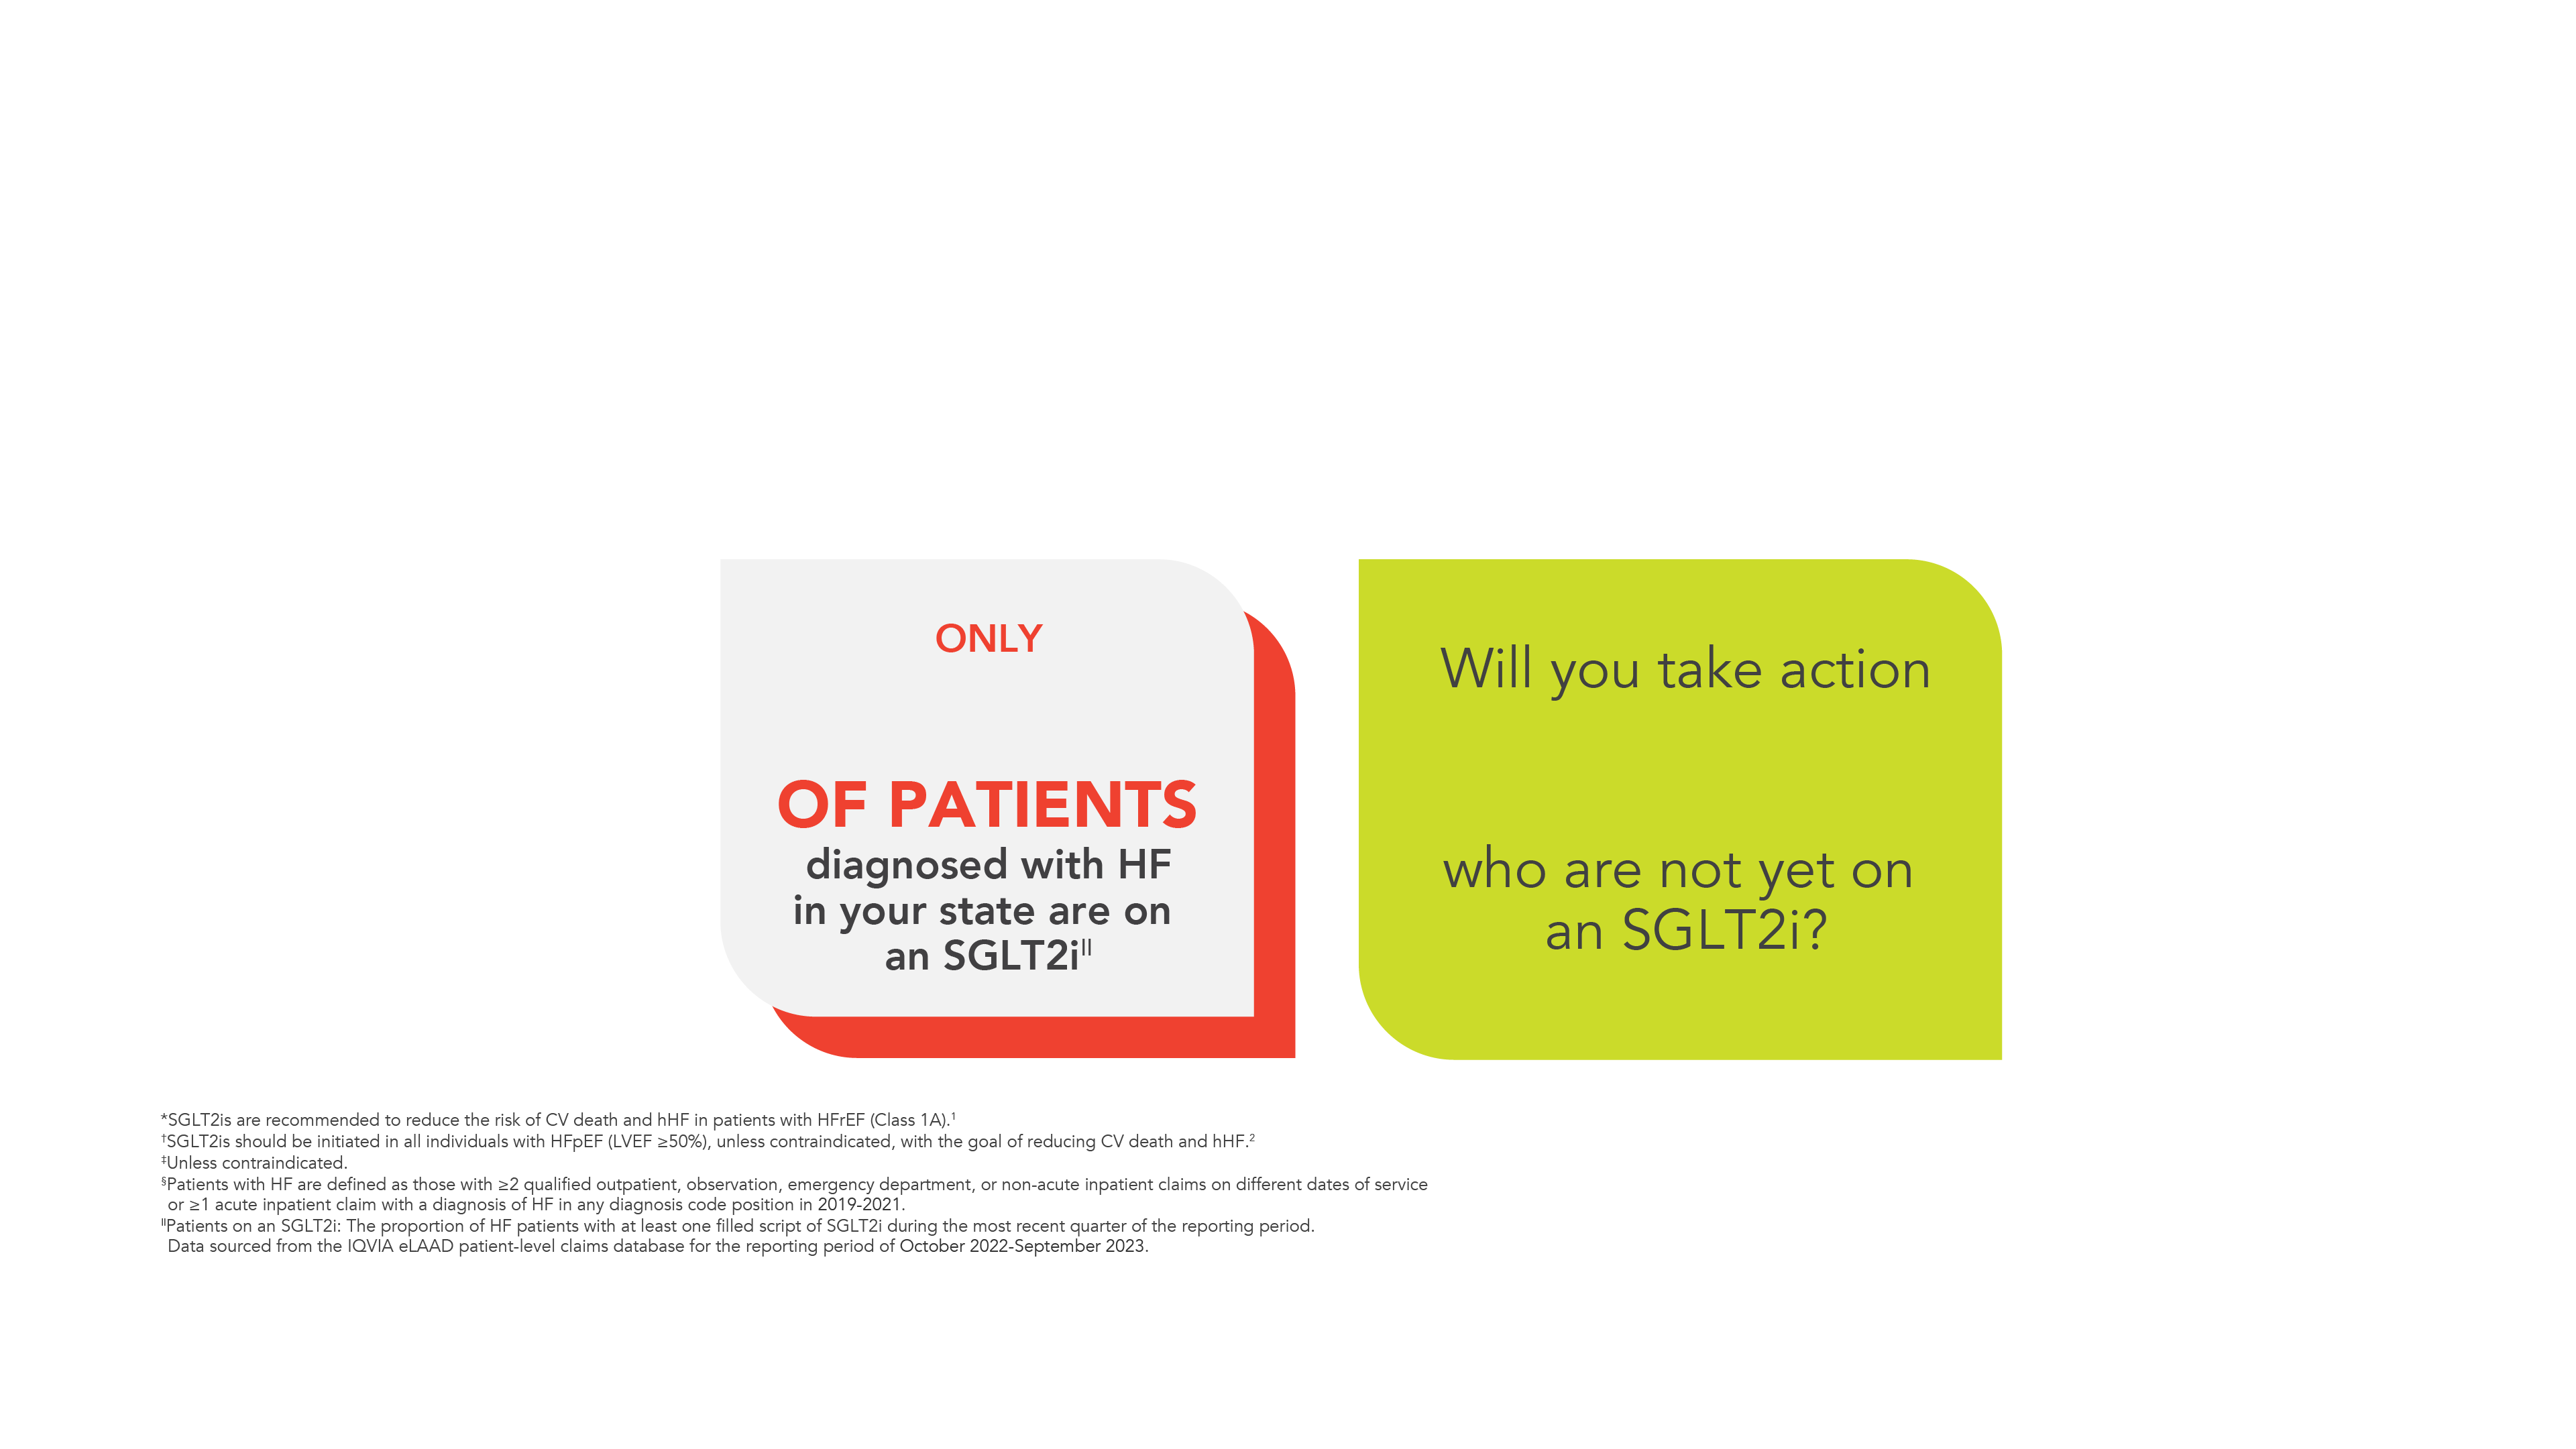 ONLY
OF PATIENTS
diagnosed with HF
in your state are on
an SGLT2i||
Will you take action
who are not yet on
an SGLT2i?
*SGLT2is are recommended to reduce the risk of CV death and hHF in patients with HFrEF (Class 1A).¹
†SGLT2is should be initiated in all individuals with HFpEF (LVEF ≥50%), unless contraindicated, with the goal of reducing CV death and hHF.²
‡Unless contraindicated.
§Patients with HF are defined as those with ≥2 qualified outpatient, observation, emergency department, or non-acute inpatient claims on different dates of service
or ≥1 acute inpatient claim with a diagnosis of HF in any diagnosis code position in 2019-2021.
||Patients on an SGLT2i: The proportion of HF patients with at least one filled script of SGLT2i during the most recent quarter of the reporting period.
Data sourced from the IQVIA eLAAD patient-level claims database for the reporting period of October 2022-September 2023.